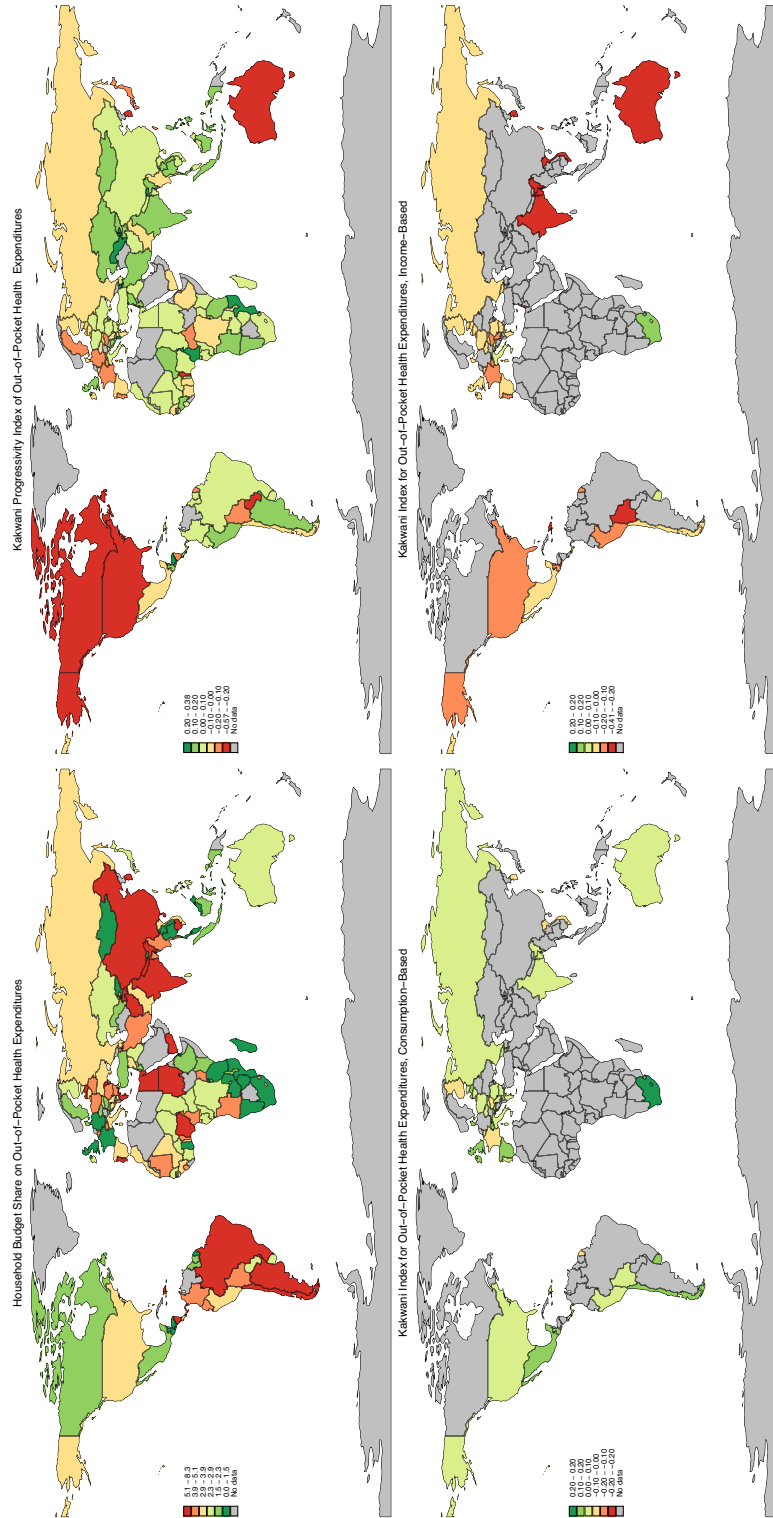 Household Budget Share on Out−of−Pocket Health Expenditures
5.1 − 8.3
3.9 − 5.1
2.9 − 3.9
2.3 − 2.9
1.5 − 2.3
0.0 − 1.5
No data
Kakwani Progressivity Index of Out−of−Pocket Health Expenditures
0.20 − 0.38
0.10 − 0.20
0.00 − 0.10
−0.10 − 0.00
−0.20 − −0.10
−0.57 − −0.20
No data
Kakwani Index for Out−of−Pocket Health Expenditures, Consumption−Based
0.20 − 0.20
0.10 − 0.20
0.00 − 0.10
−0.10 − 0.00
−0.20 − −0.10
−0.20 − −0.20
No data
Kakwani Index for Out−of−Pocket Health Expenditures, Income−Based
0.20 − 0.20
0.10 − 0.20
0.00 − 0.10
−0.10 − 0.00
−0.20 − −0.10
−0.41 − −0.20
No data